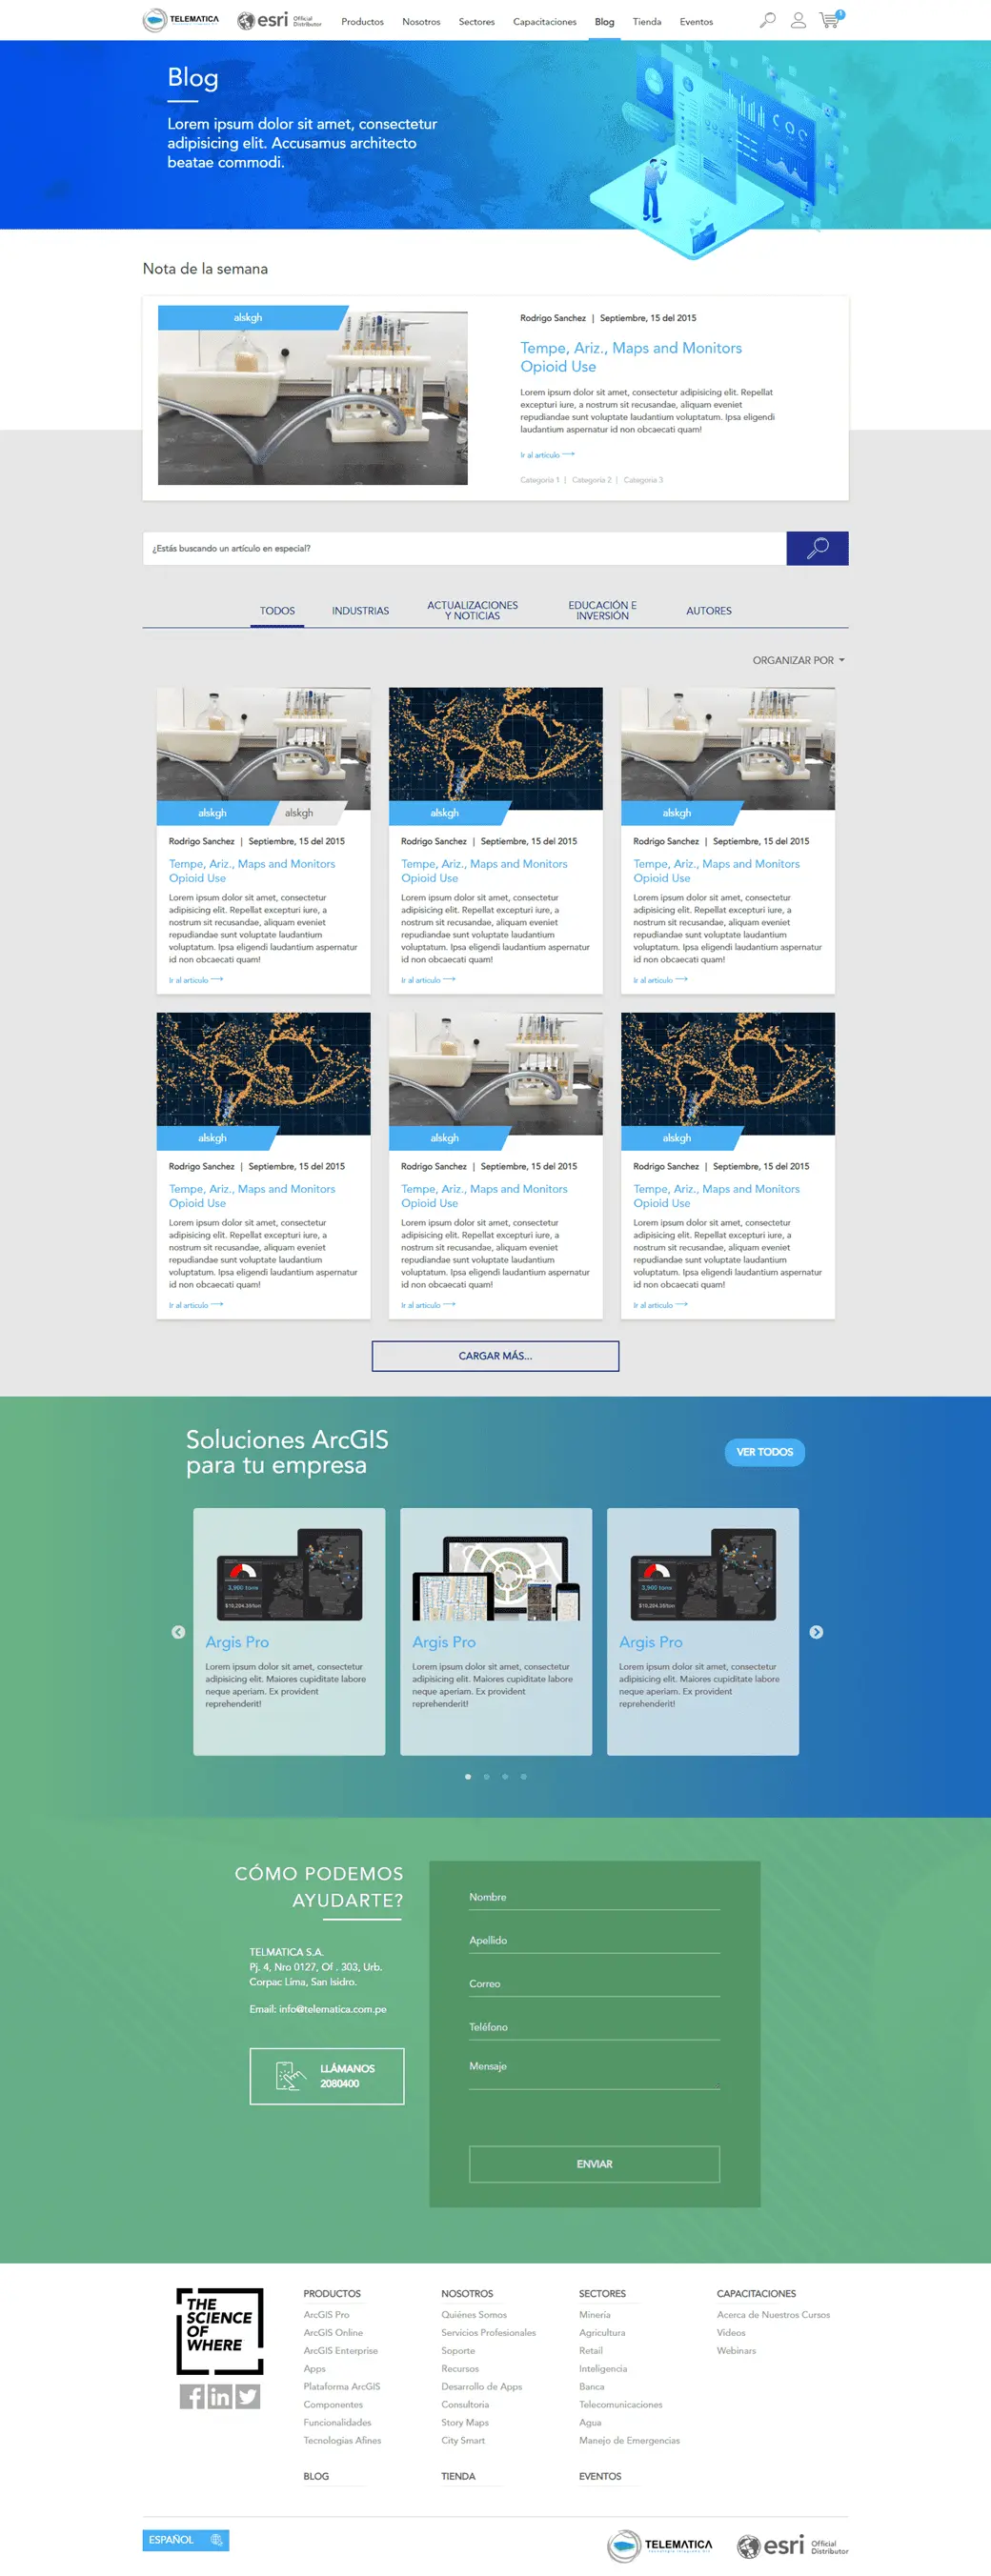 TELEMATICA
esri Official Distributor
Productos Nosotros Sectores Capacitaciones Blog Tienda Eventos
Blog
Lorem ipsum dolor sit amet, consectetur
adipisicing elit. Accusamus architecto
beatae commodi.
Nota de la semana
alskgh
Rodrigo Sanchez | Septiembre, 15 del 2015
Tempe, Ariz., Maps and Monitors
Opioid Use
Lorem ipsum dolor sit amet, consectetur adipisicing elit. Repellat
excepturi iure, a nostrum sit recusandae, aliquam eveniet
repudiandae sunt voluptate laudantium voluptatum. Ipsa eligendi
laudantium aspernatur id non obcaecati quam!
Ir al artículo
Categoría 1 | Categoría 2 | Categoría 3
¿Estás buscando un artículo en especial?
TODOS
INDUSTRIAS
ACTUALIZACIONES
Y NOTICIAS
EDUCACIÓN E
INVERSIÓN
AUTORES
ORGANIZAR POR
alskgh alskgh
Rodrigo Sanchez | Septiembre, 15 del 2015
Tempe, Ariz., Maps and Monitors
Opioid Use
Lorem ipsum dolor sit amet, consectetur
adipisicing elit. Repellat excepturi iure, a
nostrum sit recusandae, aliquam eveniet
repudiandae sunt voluptate laudantium
voluptatum. Ipsa eligendi laudantium aspernatur
id non obcaecati quam!
Ir al artículo
alskgh
Rodrigo Sanchez | Septiembre, 15 del 2015
Tempe, Ariz., Maps and Monitors
Opioid Use
Lorem ipsum dolor sit amet, consectetur
adipisicing elit. Repellat excepturi iure, a
nostrum sit recusandae, aliquam eveniet
repudiandae sunt voluptate laudantium
voluptatum. Ipsa eligendi laudantium aspernatur
id non obcaecati quam!
Ir al artículo
alskgh
Rodrigo Sanchez | Septiembre, 15 del 2015
Tempe, Ariz., Maps and Monitors
Opioid Use
Lorem ipsum dolor sit amet, consectetur
adipisicing elit. Repellat excepturi iure, a
nostrum sit recusandae, aliquam eveniet
repudiandae sunt voluptate laudantium
voluptatum. Ipsa eligendi laudantium aspernatur
id non obcaecati quam!
Ir al artículo
alskgh
Rodrigo Sanchez | Septiembre, 15 del 2015
Tempe, Ariz., Maps and Monitors
Opioid Use
Lorem ipsum dolor sit amet, consectetur
adipisicing elit. Repellat excepturi iure, a
nostrum sit recusandae, aliquam eveniet
repudiandae sunt voluptate laudantium
voluptatum. Ipsa eligendi laudantium aspernatur
id non obcaecati quam!
Ir al artículo
alskgh
Rodrigo Sanchez | Septiembre, 15 del 2015
Tempe, Ariz., Maps and Monitors
Opioid Use
Lorem ipsum dolor sit amet, consectetur
adipisicing elit. Repellat excepturi iure, a
nostrum sit recusandae, aliquam eveniet
repudiandae sunt voluptate laudantium
voluptatum. Ipsa eligendi laudantium aspernatur
id non obcaecati quam!
Ir al artículo
alskgh
Rodrigo Sanchez | Septiembre, 15 del 2015
Tempe, Ariz., Maps and Monitors
Opioid Use
Lorem ipsum dolor sit amet, consectetur
adipisicing elit. Repellat excepturi iure, a
nostrum sit recusandae, aliquam eveniet
repudiandae sunt voluptate laudantium
voluptatum. Ipsa eligendi laudantium aspernatur
id non obcaecati quam!
Ir al artículo
CARGAR MÁS...
Soluciones ArcGIS
para tu empresa
VER TODOS
3,900 tons
Argis Pro
Lorem ipsum dolor sit amet, consectetur
adipisicing elit. Maiores cupiditate labore
neque aperiam. Ex provident
reprehenderit!
Argis Pro
Lorem ipsum dolor sit amet, consectetur
adipisicing elit. Maiores cupiditate labore
neque aperiam. Ex provident
reprehenderit!
3,900 tons
Argis Pro
Lorem ipsum dolor sit amet, consectetur
adipisicing elit. Maiores cupiditate labore
neque aperiam. Ex provident
reprehenderit!
CÓMO PODEMOS
AYUDARTE?
TELMATICA S.A.
Pj. 4, Nro 0127, Of . 303, Urb.
Corpac Lima, San Isidro.
Email: info@telematica.com.pe
LLÁMANOS
2080400
Nombre
Apellido
Correo
Teléfono
Mensaje
ENVIAR
THE
SCIENCE
OF
WHERE
PRODUCTOS
ArcGIS Pro
ArcGIS Online
ArcGIS Enterprise
Apps
Plataforma ArcGIS
Componentes
Funcionalidades
Tecnologías Afines
NOSOTROS
Quiénes Somos
Servicios Profesionales
Soporte
Recursos
Desarrollo de Apps
Consultoria
Story Maps
City Smart
SECTORES
Minería
Agricultura
Retail
Inteligencia
Banca
Telecomunicaciones
Agua
Manejo de Emergencias
CAPACITACIONES
Acerca de Nuestros Cursos
Videos
Webinars
BLOG
TIENDA
EVENTOS
ESPAÑOL
TELEMATICA
esri Official Distributor